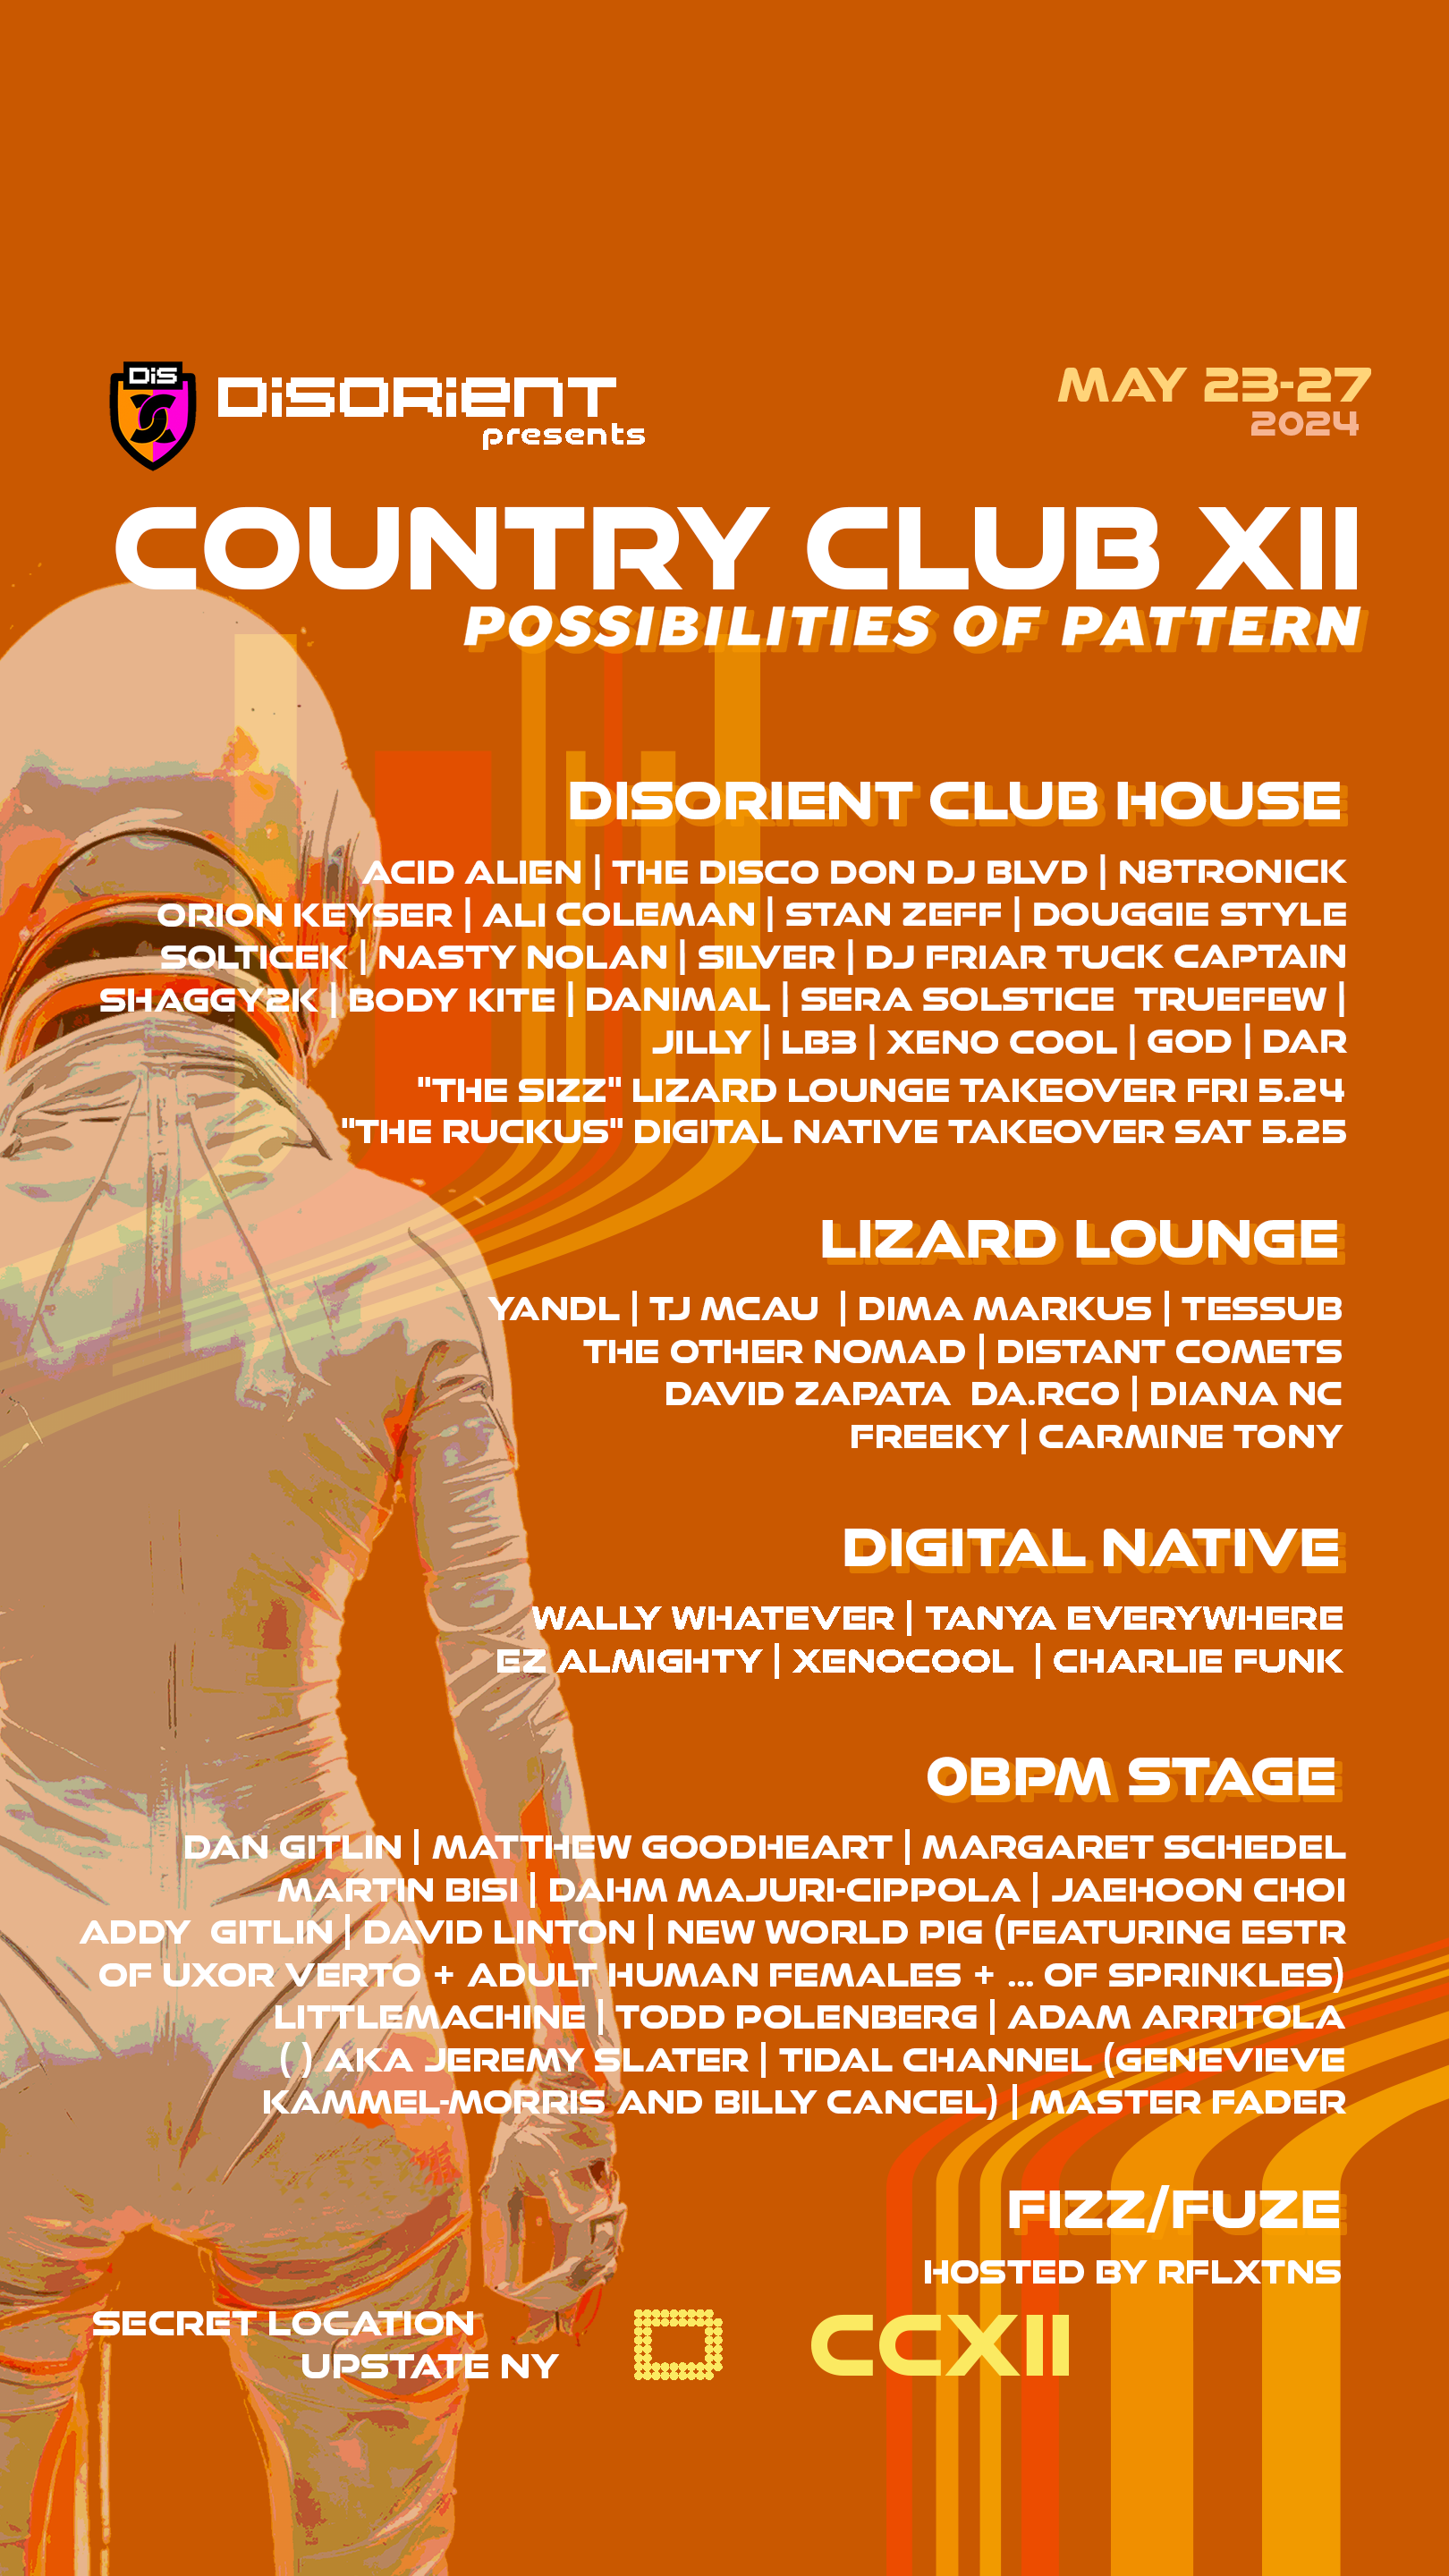 DiS
DiSORiENT
presents
MAY 23-27
2024
COUNTRY CLUB XII
POSSIBILITIES OF PATTERN
DISORIENT CLUB HOUSE
ACID ALIEN | THE DISCO DON DJ BLVD | N8TRONICK
ORION KEYSER | ALI COLEMAN | STAN ZEFF | DOUGGIE STYLE
SOLTICEK | NASTY NOLAN | SILVER | DJ FRIAR TUCK CAPTAIN
SHAGGY2K | BODY KITE | DANIMAL | SERA SOLSTICE TRUEFEW |
JILLY | LB3 | XENO COOL | GOD | DAR
"THE SIZZ" LIZARD LOUNGE TAKEOVER FRI 5.24
"THE RUCKUS" DIGITAL NATIVE TAKEOVER SAT 5.25
LIZARD LOUNGE
YANDL | TJ MCAU | DIMA MARKUS | TESSUB
THE OTHER NOMAD | DISTANT COMETS
DAVID ZAPATA DA.RCO | DIANA NC
FREEKY | CARMINE TONY
DIGITAL NATIVE
WALLY WHATEVER | TANYA EVERYWHERE
EZ ALMIGHTY | XENOCOOL | CHARLIE FUNK
0BPM STAGE
DAN GITLIN | MATTHEW GOODHEART | MARGARET SCHEDEL
MARTIN BISI | DAHM MAJURI-CIPPOLA | JAEHOON CHOI
ADDY GITLIN | DAVID LINTON | NEW WORLD PIG (FEATURING ESTR
OF UXOR VERTO + ADULT HUMAN FEMALES + ... OF SPRINKLES)
LITTLEMACHINE | TODD POLENBERG | ADAM ARRITOLA
( ) AKA JEREMY SLATER | TIDAL CHANNEL (GENEVIEVE
KAMMEL-MORRIS AND BILLY CANCEL) | MASTER FADER
FIZZ/FUZE
HOSTED BY RFLXTNS
SECRET LOCATION
UPSTATE NY
CCXII